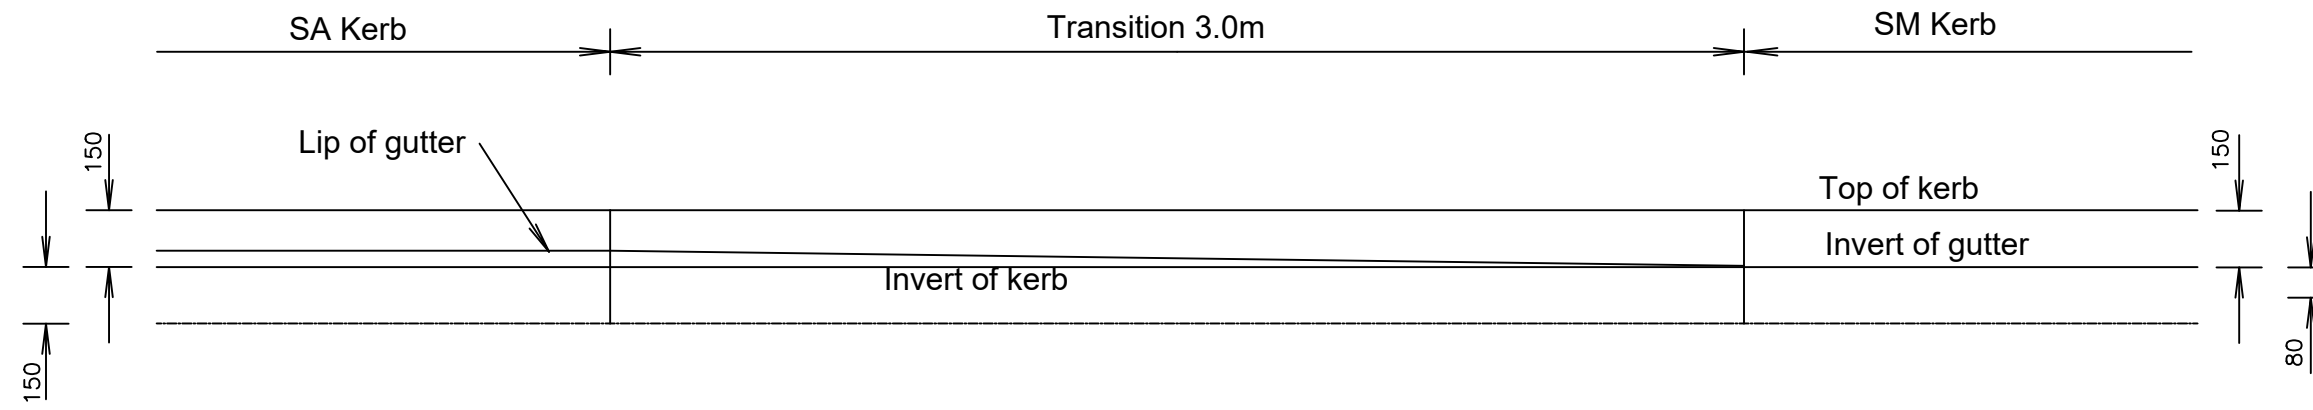 SA Kerb
Transition 3.0m
SM Kerb
Lip of gutter
150
150
Top of kerb
Invert of gutter
Invert of kerb
150
80